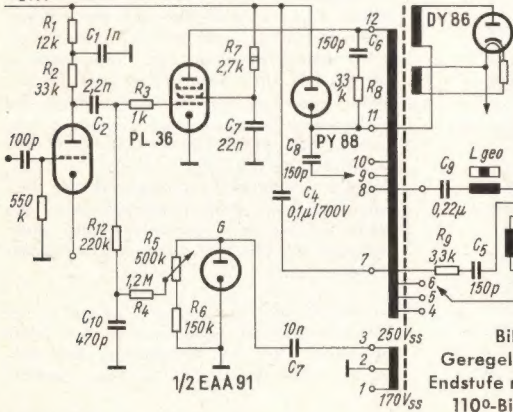 R1
12k
C1 1n
R2
33k
2,2n
C2
100p
550
k
R3
1k
PL 36
R7
2,7k
C7
22n
12
150p
C6
33
k
R8
PY 88
11
C8
150p
10
9
8
C4
0,1µ/700V
7
DY 86
L geo
C9
0,22µ
R9
3,3k
C5
150p
6
5
4
R12
220k
R5
500k
G
1,2M
R4
R6
150k
C10
470p
1/2 EAA 91
10n
C7
3
2
1
250Vss
170Vss
Bil
Geregel
Endstufe
110°-Bi